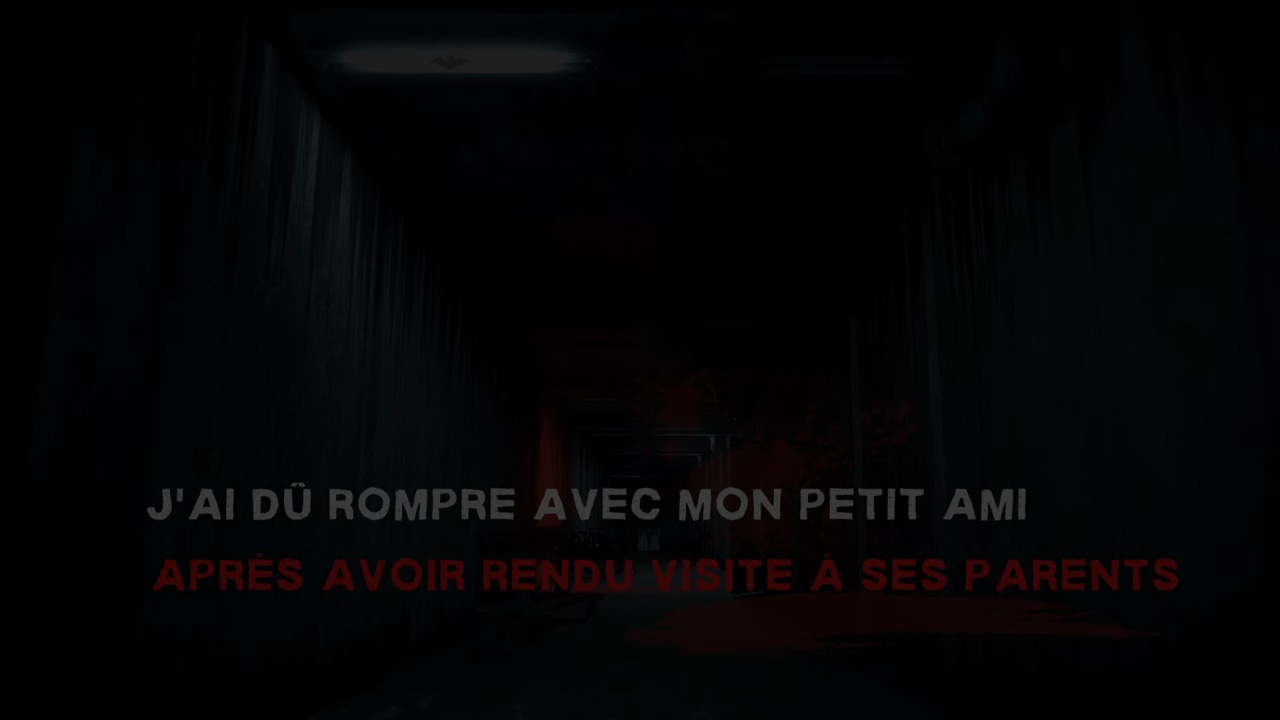 J'AI DÛ ROMPRE AVEC MON PETIT AMI
APRÈS AVOIR RENDU VISITE À SES PARENTS